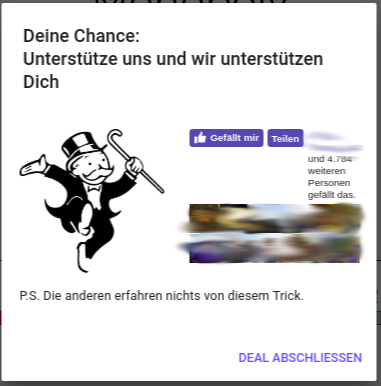 Deine Chance:
Unterstütze uns und wir unterstützen
Dich
Gefällt mir
Teilen
und 4.784
weiteren
Personen
gefällt das.
P.S. Die anderen erfahren nichts von diesem Trick.
DEAL ABSCHLIESSEN